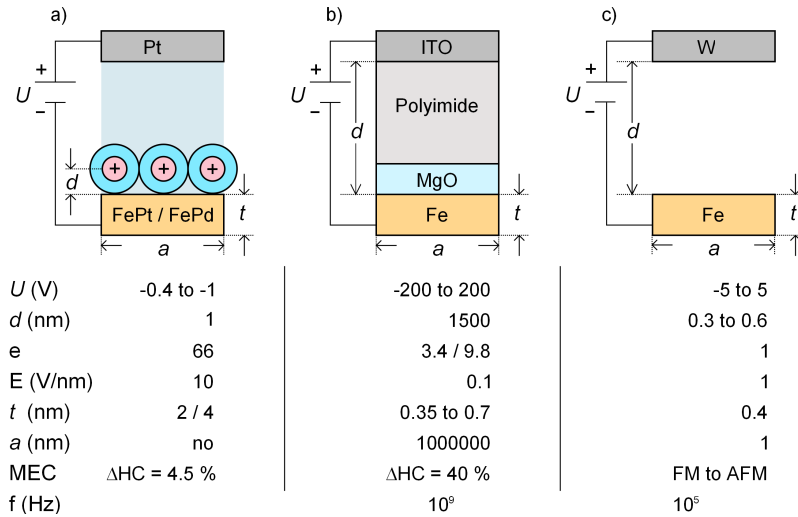 a) b) c)
Pt ITO W
+ + +
U U U
Polyimide
d d
− − −
+ + +
d
MgO
FePt / FePd t Fe t Fe t
a a a
U (V) -0.4 to -1 -200 to 200 -5 to 5
d (nm) 1 1500 0.3 to 0.6
e 66 3.4 / 9.8 1
E (V/nm) 10 0.1 1
t (nm) 2 / 4 0.35 to 0.7 0.4
a (nm) no 1000000 1
MEC ΔHC = 4.5 % ΔHC = 40 % FM to AFM
f (Hz) 10⁹ 10⁵